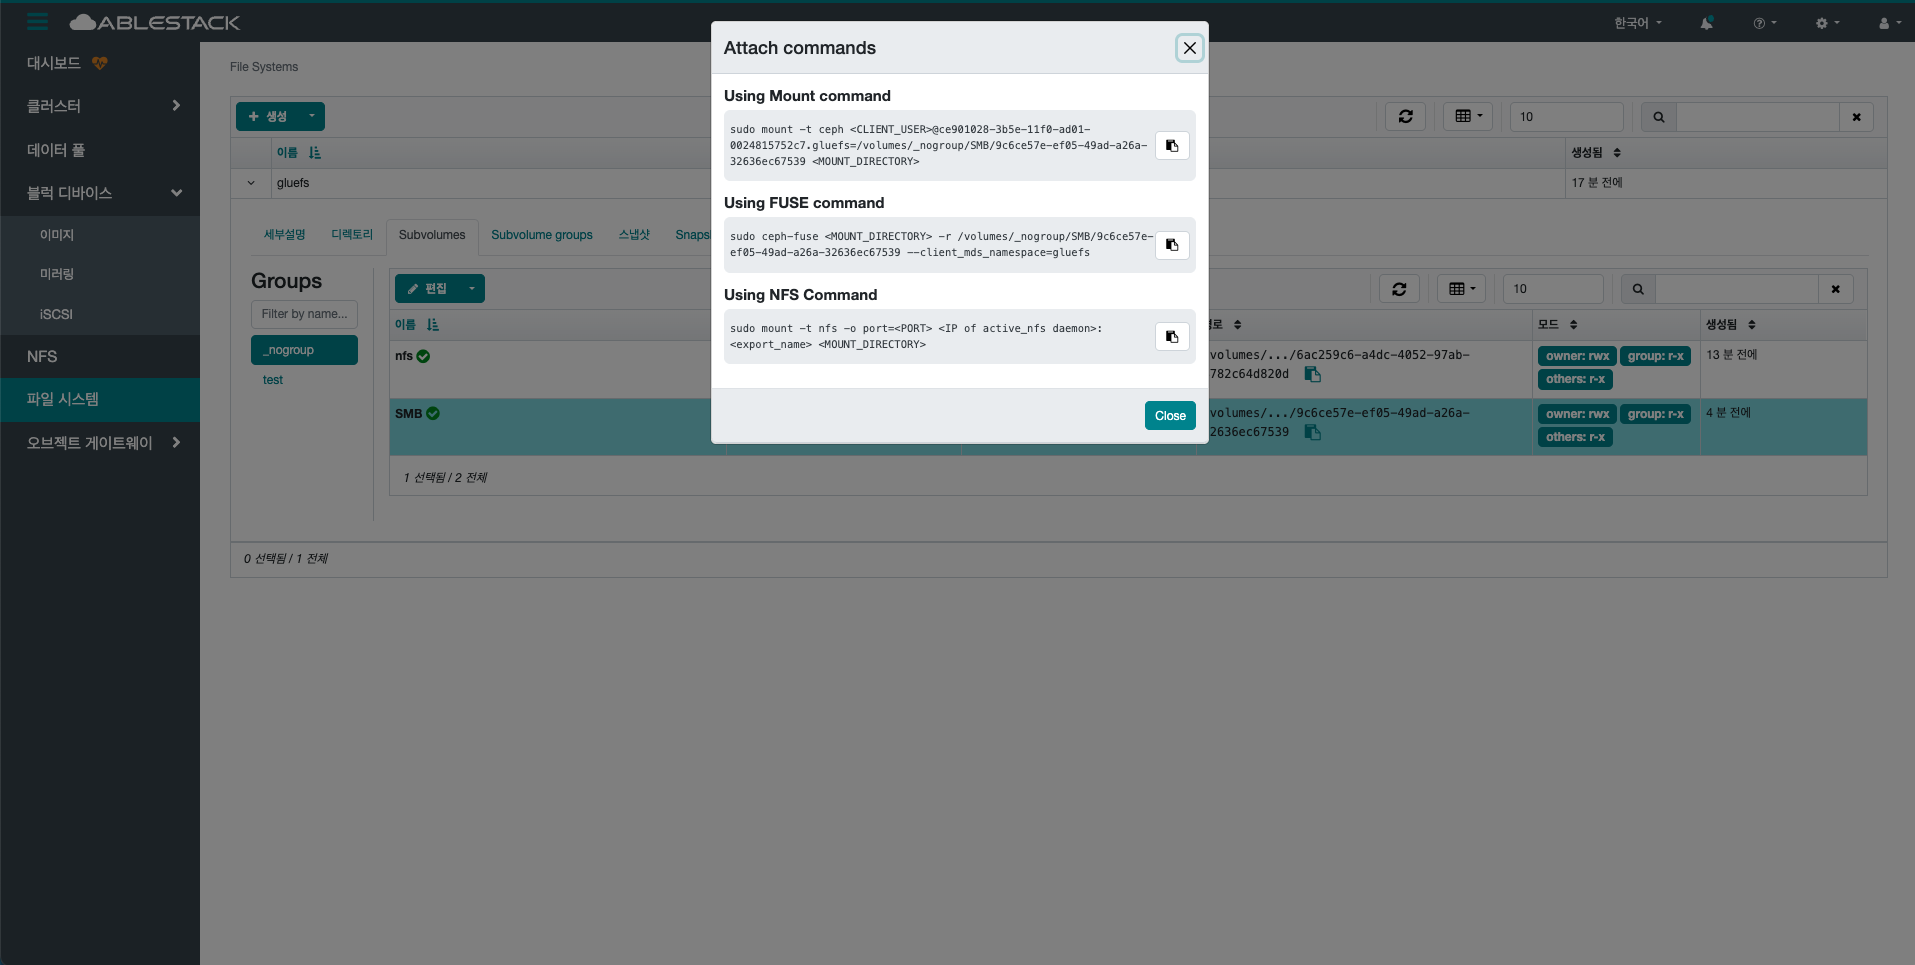 ABLESTACK
한국어
대시보드
클러스터
데이터 풀
블럭 디바이스
이미지
미러링
iSCSI
NFS
파일 시스템
오브젝트 게이트웨이
File Systems
생성
10
이름
생성됨
gluefs
17 분 전에
세부설명
디렉토리
Subvolumes
Subvolume groups
스냅샷
Groups
Filter by name...
_nogroup
test
편집
10
이름
모드
생성됨
nfs
volumes/.../6ac259c6-a4dc-4052-97ab-
782c64d820d
owner: rwx
group: r-x
others: r-x
13 분 전에
SMB
volumes/.../9c6ce57e-ef05-49ad-a26a-
2636ec67539
owner: rwx
group: r-x
others: r-x
4 분 전에
1 선택됨 / 2 전체
0 선택됨 / 1 전체
Attach commands
Using Mount command
sudo mount -t ceph <CLIENT_USER>@ce901028-3b5e-11f0-ad01-
0024815752c7.gluefs=/volumes/_nogroup/SMB/9c6ce57e-ef05-49ad-a26a-
32636ec67539 <MOUNT_DIRECTORY>
Using FUSE command
sudo ceph-fuse <MOUNT_DIRECTORY> -r /volumes/_nogroup/SMB/9c6ce57e-
ef05-49ad-a26a-32636ec67539 --client_mds_namespace=gluefs
Using NFS Command
sudo mount -t nfs -o port=<PORT> <IP of active_nfs daemon>:
<export_name> <MOUNT_DIRECTORY>
Close